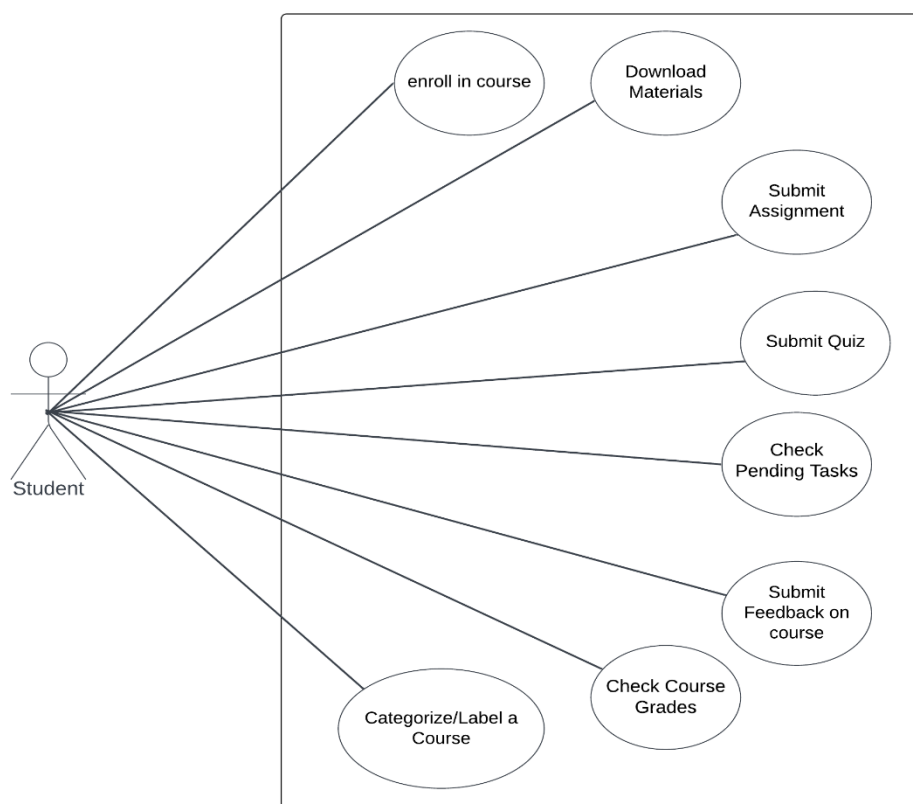 enroll in course
Download
Materials
Submit
Assignment
Submit Quiz
Check
Pending Tasks
Student
Submit
Feedback on
course
Check Course
Grades
Categorize/Label a
Course